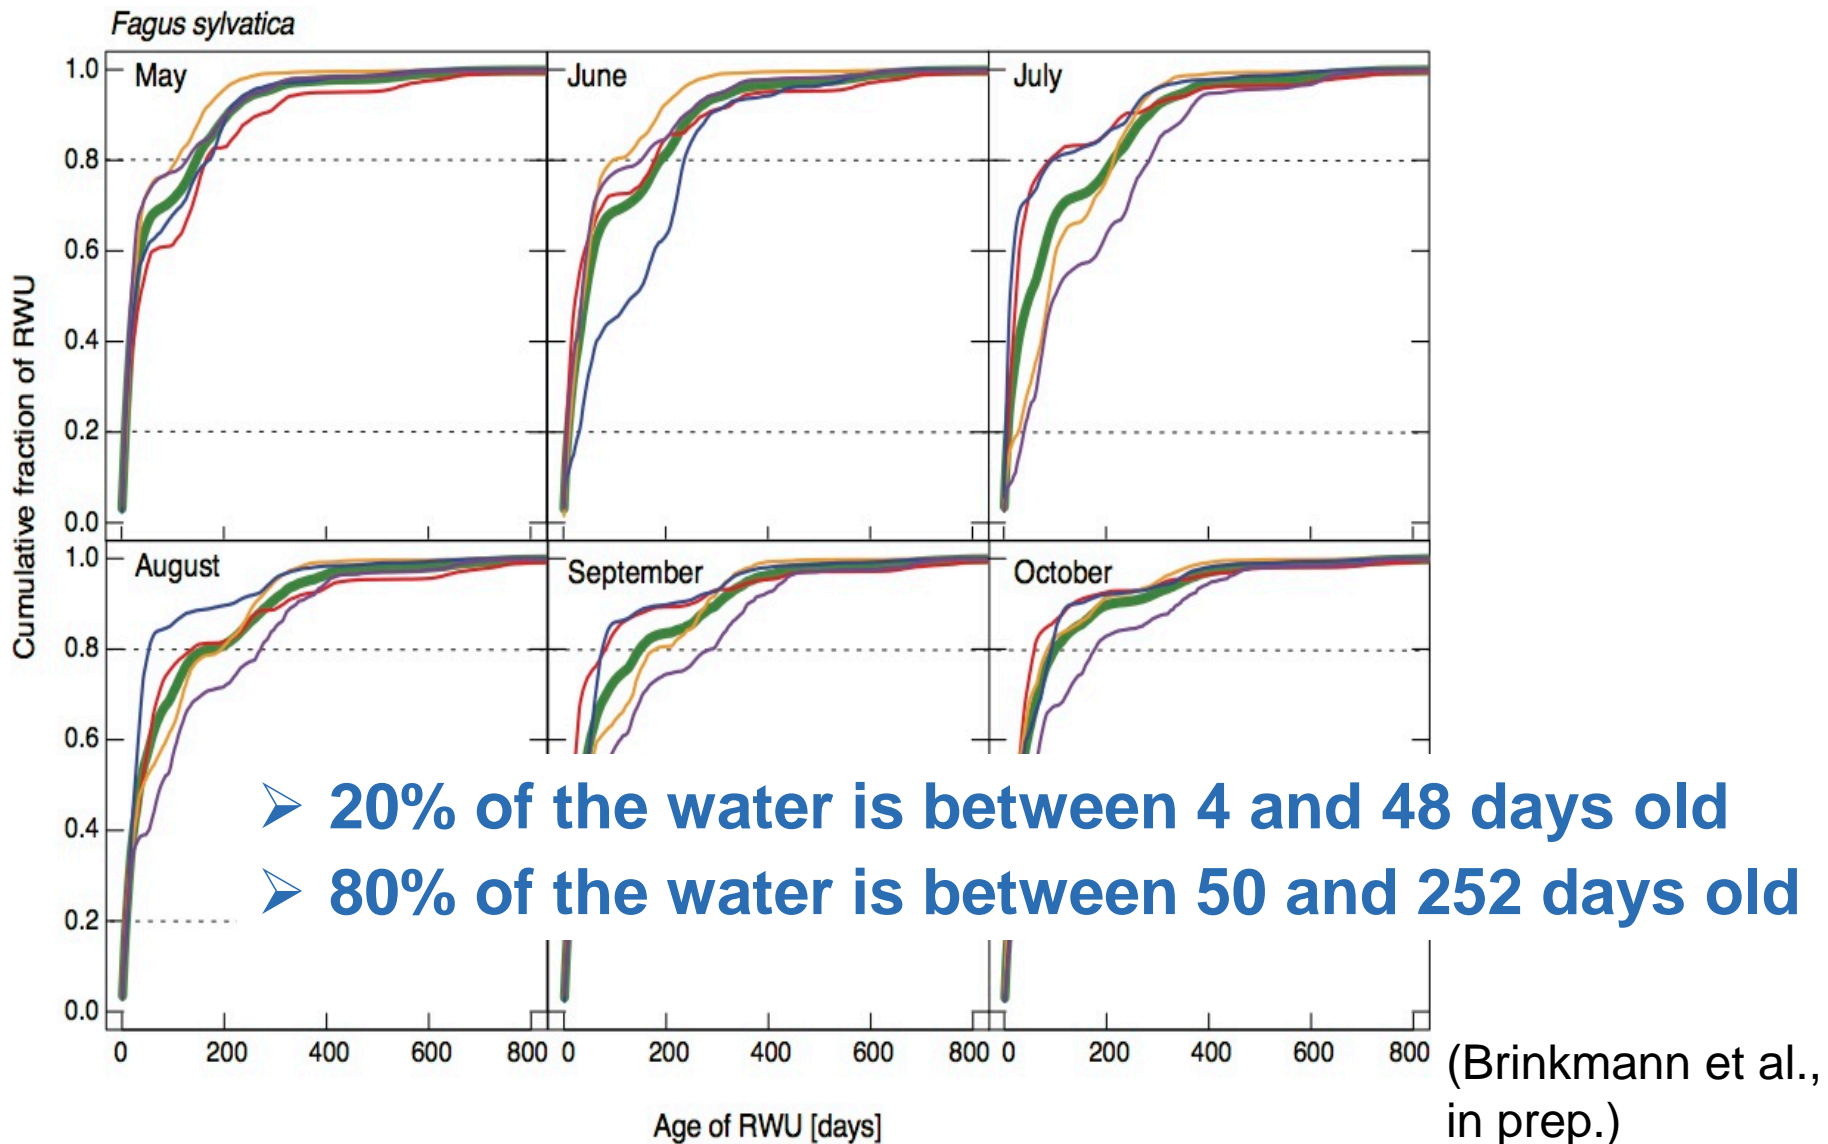 Fagus sylvatica
May
June
July
1.0
0.8
0.6
0.4
0.2
0.0
August
September
October
1.0
0.8
0.6
0.4
0.2
0.0
Cumulative fraction of RWU
➢ 20% of the water is between 4 and 48 days old
➢ 80% of the water is between 50 and 252 days old
0 200 400 600 800 0 200 400 600 800 0 200 400 600 800
Age of RWU [days]
(Brinkmann et al.,
in prep.)